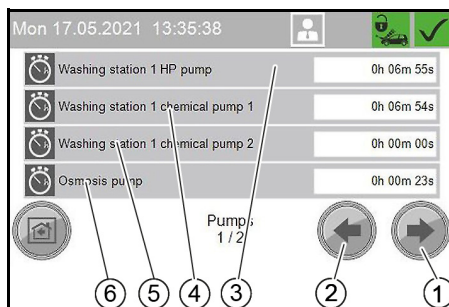 Mon 17.05.2021 13:35:38
Washing station 1 HP pump 0h 06m 55s
Washing station 1 chemical pump 1 0h 06m 54s
Washing station 1 chemical pump 2 0h 00m 00s
Osmosis pump 0h 00m 23s
Pumps
1 / 2
6 5 4 3 2 1